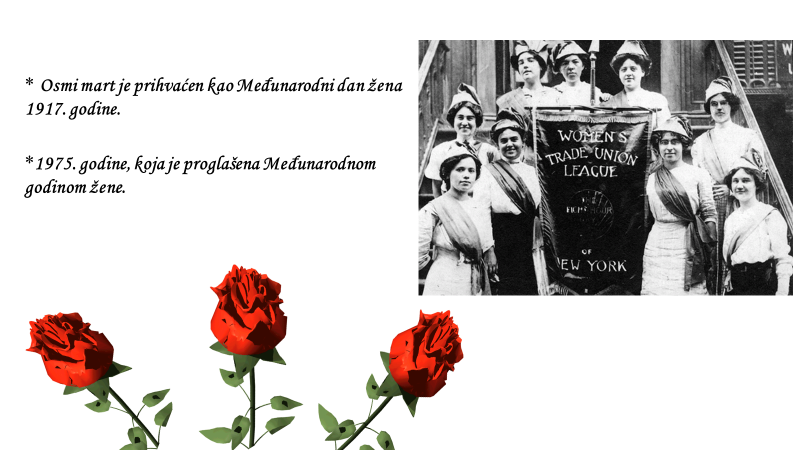 * Osmi mart je prihvaćen kao Međunarodni dan žena
1917. godine.
*1975. godine, koja je proglašena Međunarodnom
godinom žene.
WOMEN'S
TRADE UNION
LEAGUE
OF
NEW YORK